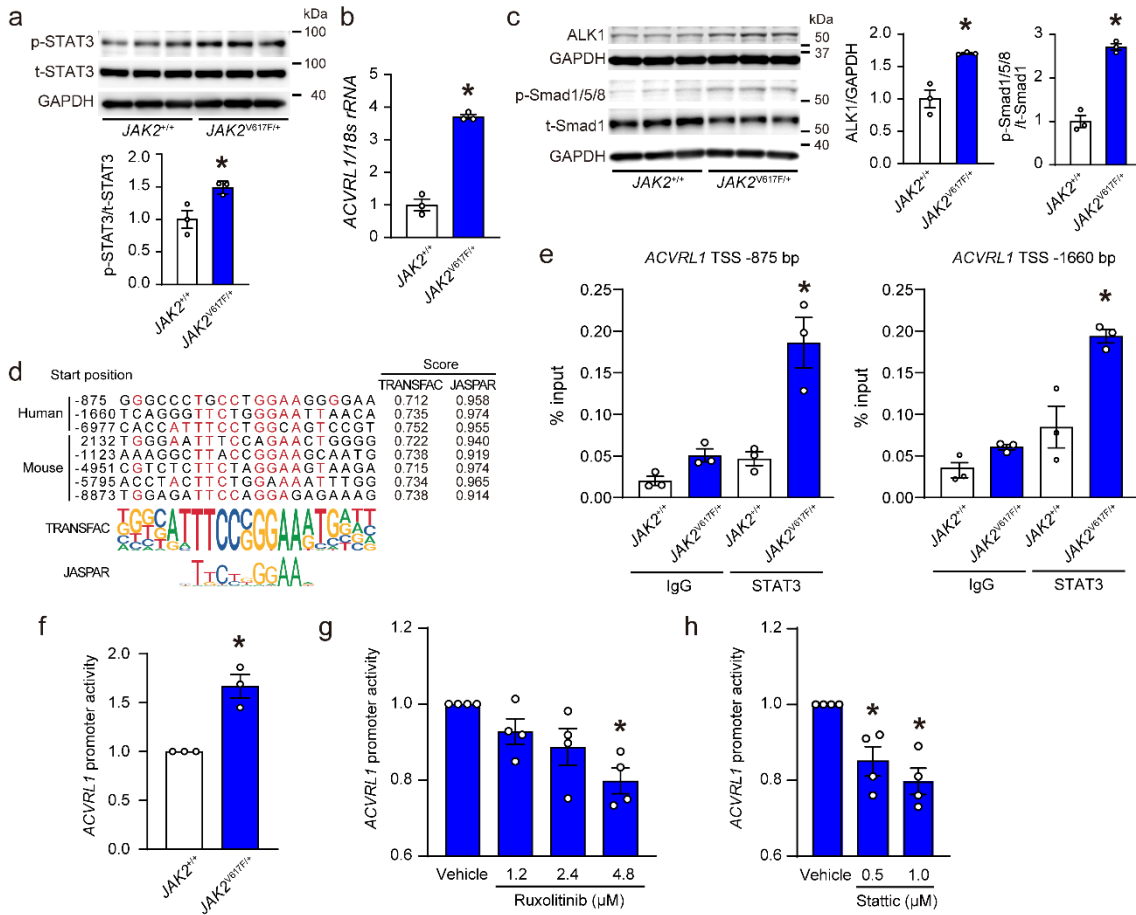 a
kDa
p-STAT3
100
t-STAT3
100
GAPDH
40
JAK2+/+ JAK2V617F/+
p-STAT3/t-STAT3
2.0
1.5
1.0
0.5
0.0
*
JAK2+/+ JAK2V617F/+
b
ACVRL1/18s rRNA
5
4
3
2
1
0
*
JAK2+/+ JAK2V617F/+
c
kDa
ALK1
50
37
GAPDH
p-Smad1/5/8
50
t-Smad1
50
40
GAPDH
JAK2+/+ JAK2V617F/+
ALK1/GAPDH
2.0
1.5
1.0
0.5
0.0
*
JAK2+/+ JAK2V617F/+
p-Smad1/5/8
/t-Smad1
3
2
1
0
*
JAK2+/+ JAK2V617F/+
d
Start position
Score
TRANSFAC JASPAR
Human
-875 GGGCCCTGCCTGGAAGGGGAA 0.712 0.958
-1660 TCAGGGTTCTGGGAATTAACA 0.735 0.974
-6977 CACCATTTCCTGGCAGTCCGT 0.752 0.955
Mouse
2132 TGGGAATTTCCAGAACTGGGG 0.722 0.940
-1123 AAAGGCTTACCGGAAGCAATG 0.738 0.919
-4951 CGTCTCTTCTAGGAAGTAAGA 0.715 0.974
-5795 CCTACTTCTGGAAAATTTGG 0.734 0.965
-8873 TGGAGATTCCAGGAGAGAAAG 0.738 0.914
TRANSFAC
JASPAR
e
ACVRL1 TSS -875 bp
% input
0.25
0.20
0.15
0.10
0.05
0.00
*
JAK2+/+ JAK2V617F/+ JAK2+/+ JAK2V617F/+
IgG STAT3
ACVRL1 TSS -1660 bp
% input
0.25
0.20
0.15
0.10
0.05
0.00
*
JAK2+/+ JAK2V617F/+ JAK2+/+ JAK2V617F/+
IgG STAT3
f
ACVRL1 promoter activity
2.0
1.5
1.0
0.5
0.0
*
JAK2+/+ JAK2V617F/+
g
ACVRL1 promoter activity
1.2
1.0
0.8
0.6
*
Vehicle 1.2 2.4 4.8
Ruxolitinib (μM)
h
ACVRL1 promoter activity
1.2
1.0
0.8
0.6
* *
Vehicle 0.5 1.0
Stattic (μM)